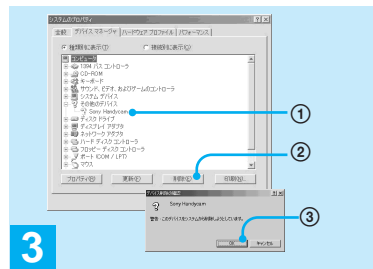 システムのプロパティ
全般 デバイス マネージャ ハードウェア プロファイル パフォーマンス
種類別に表示(T) 接続別に表示(C)
コンピュータ
1394 バス コントローラ
CD-ROM
キーボード
サウンド、ビデオ、およびゲームのコントローラ
システム デバイス
その他のデバイス
Sony Handycam
①
ディスク ドライブ
ディスプレイ アダプタ
ネットワーク アダプタ
ハード ディスク コントローラ
フロッピー ディスク コントローラ
ポート (COM / LPT)
マウス
②
プロパティ(R) 更新(F) 削除(E) 印刷(N)...
デバイス削除の確認
Sony Handycam
警告 : このデバイスをシステムから削除しようとしています。
③
OK キャンセル
3